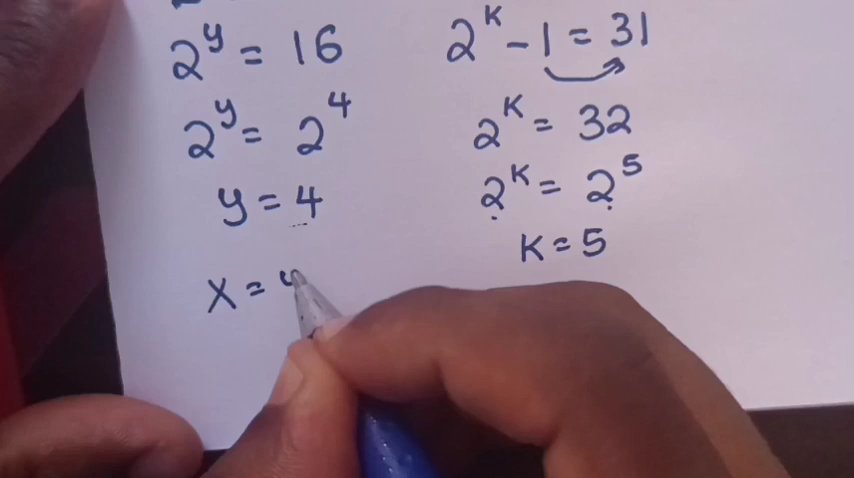 2^y = 16
2^y = 2^4
y = 4
x = y
2^k - 1 = 31
2^k = 32
2^k = 2^5
k = 5